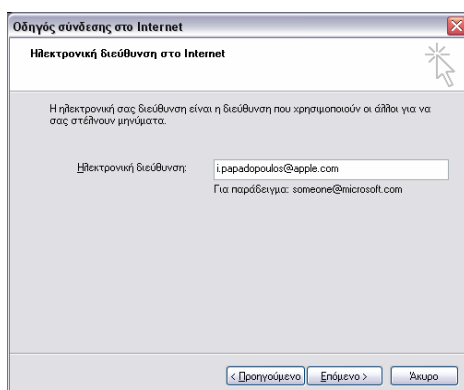 Οδηγός σύνδεσης στο Internet
Ηλεκτρονική διεύθυνση στο Internet
Η ηλεκτρονική σας διεύθυνση είναι η διεύθυνση που χρησιμοποιούν οι άλλοι για να
σας στέλνουν μηνύματα.
Ηλεκτρονική διεύθυνση: i.papadopoulos@apple.com
Για παράδειγμα: someone@microsoft.com
< Προηγούμενο Επόμενο > Άκυρο